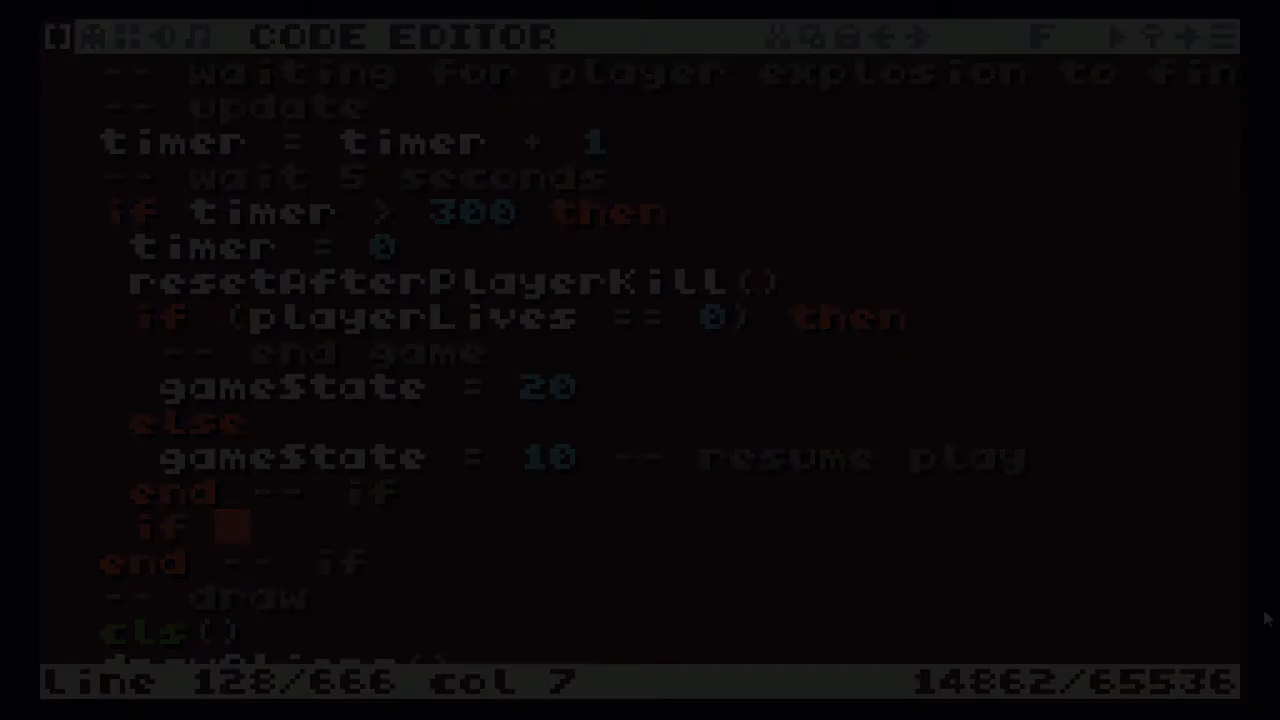 CODE EDITOR F
-- waiting for player explosion to fin
-- update
timer = timer + 1
-- wait 5 seconds
if timer > 300 then
timer = 0
resetAfterPlayerKill()
if (playerLives == 0) then
-- end game
gameState = 20
else
gameState = 10 -- resume play
end -- if
if
end -- if
-- draw
cls()
drawAliens()
line 128/666 col 7 14862/65536